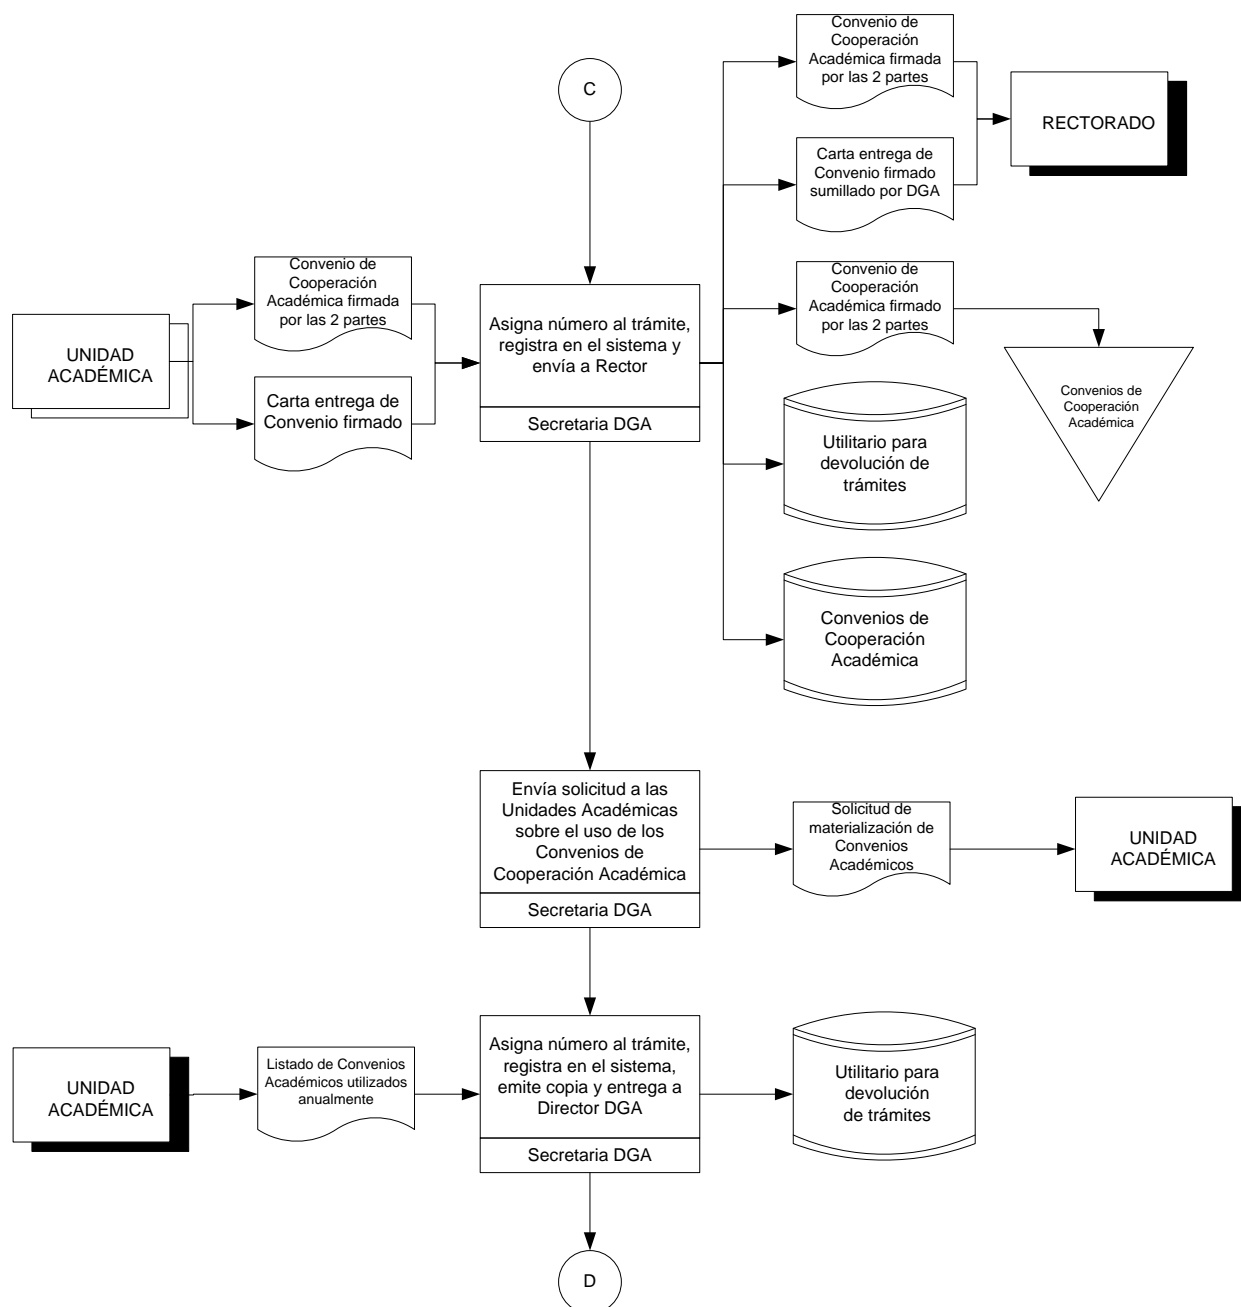 C
Convenio de
Cooperación
Académica firmada
por las 2 partes
RECTORADO
Carta entrega de
Convenio firmado
sumillado por DGA
Convenio de
Cooperación
Académica firmada
por las 2 partes
UNIDAD
ACADÉMICA
Carta entrega de
Convenio firmado
Asigna número al trámite,
registra en el sistema y
envía a Rector
Secretaria DGA
Convenio de
Cooperación
Académica firmado
por las 2 partes
Convenios de
Cooperación
Académica
Utilitario para
devolución de
trámites
Convenios de
Cooperación
Académica
Envía solicitud a las
Unidades Académicas
sobre el uso de los
Convenios de
Cooperación Académica
Secretaria DGA
Solicitud de
materialización de
Convenios
Académicos
UNIDAD
ACADÉMICA
UNIDAD
ACADÉMICA
Listado de Convenios
Académicos utilizados
anualmente
Asigna número al trámite,
registra en el sistema,
emite copia y entrega a
Director DGA
Secretaria DGA
Utilitario para
devolución
de trámites
D